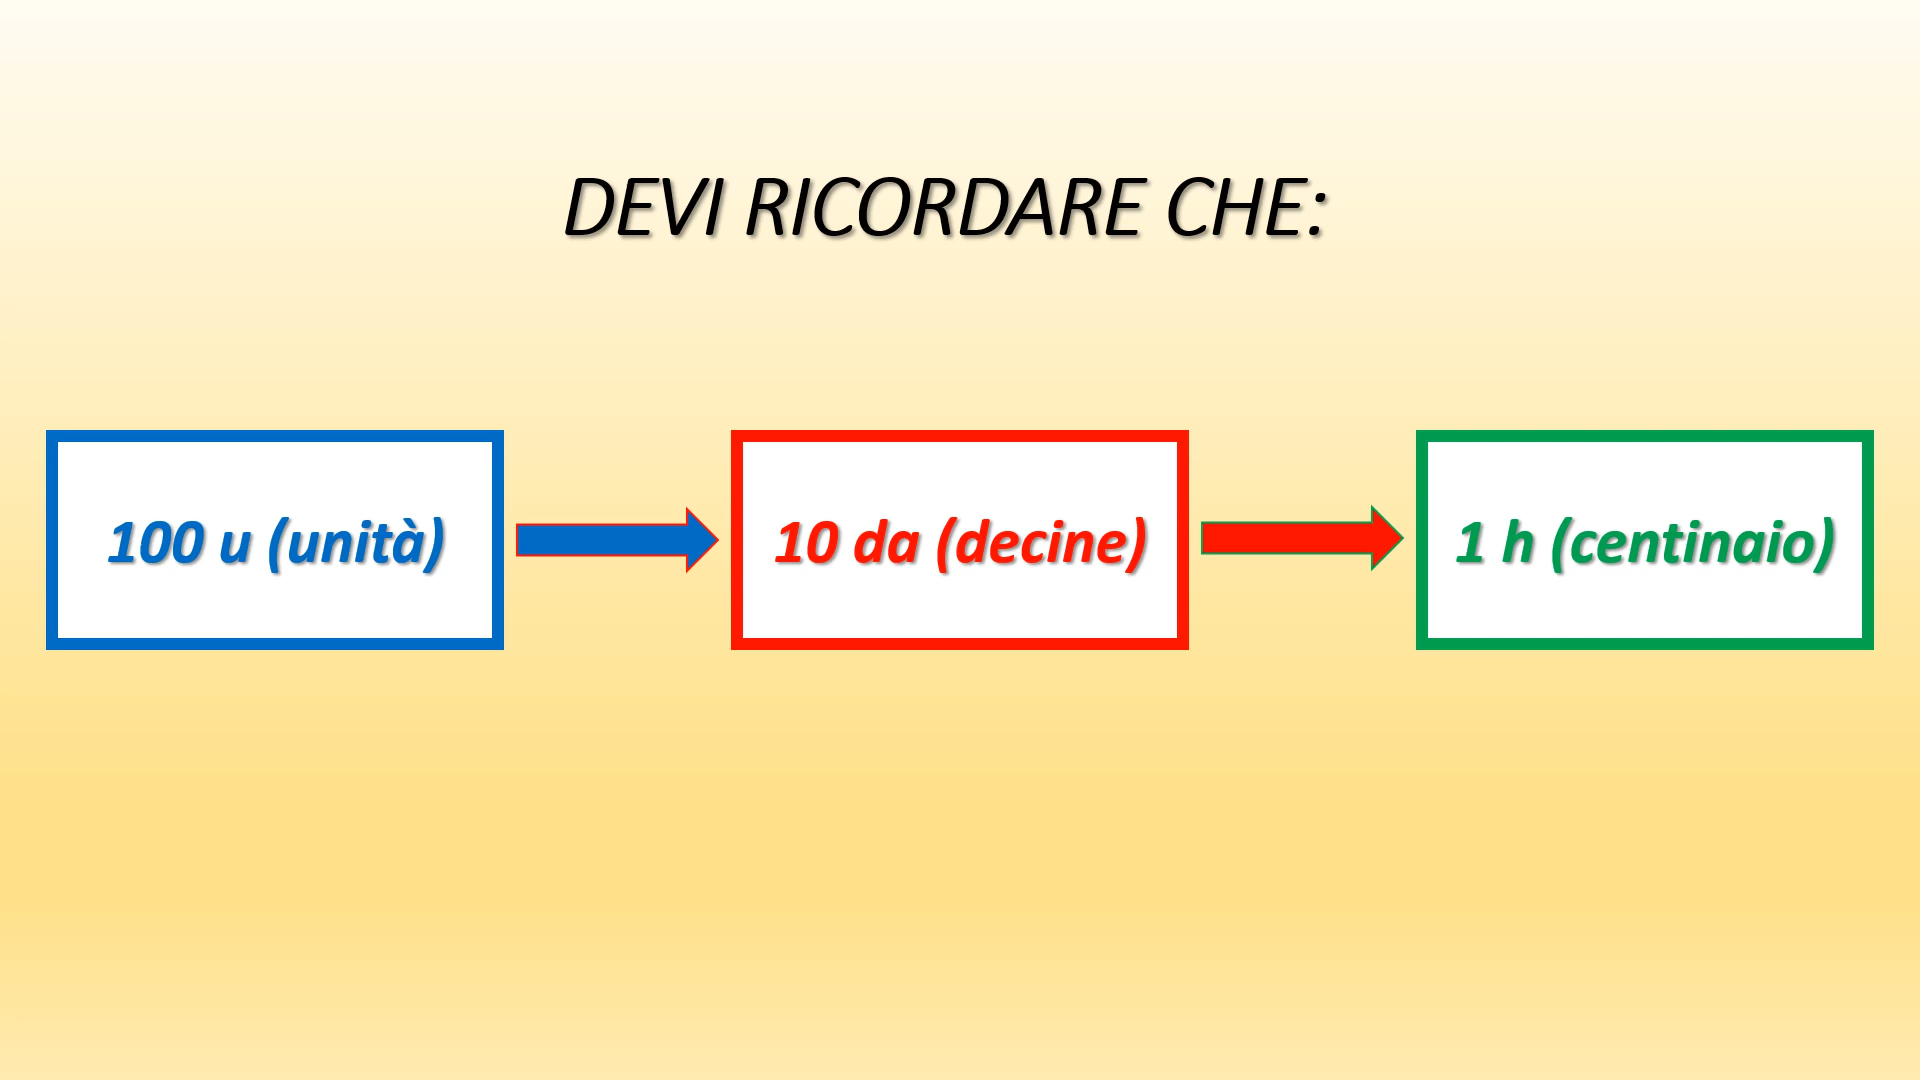 DEVI RICORDARE CHE:
100 u (unità)
10 da (decine)
1 h (centinaio)